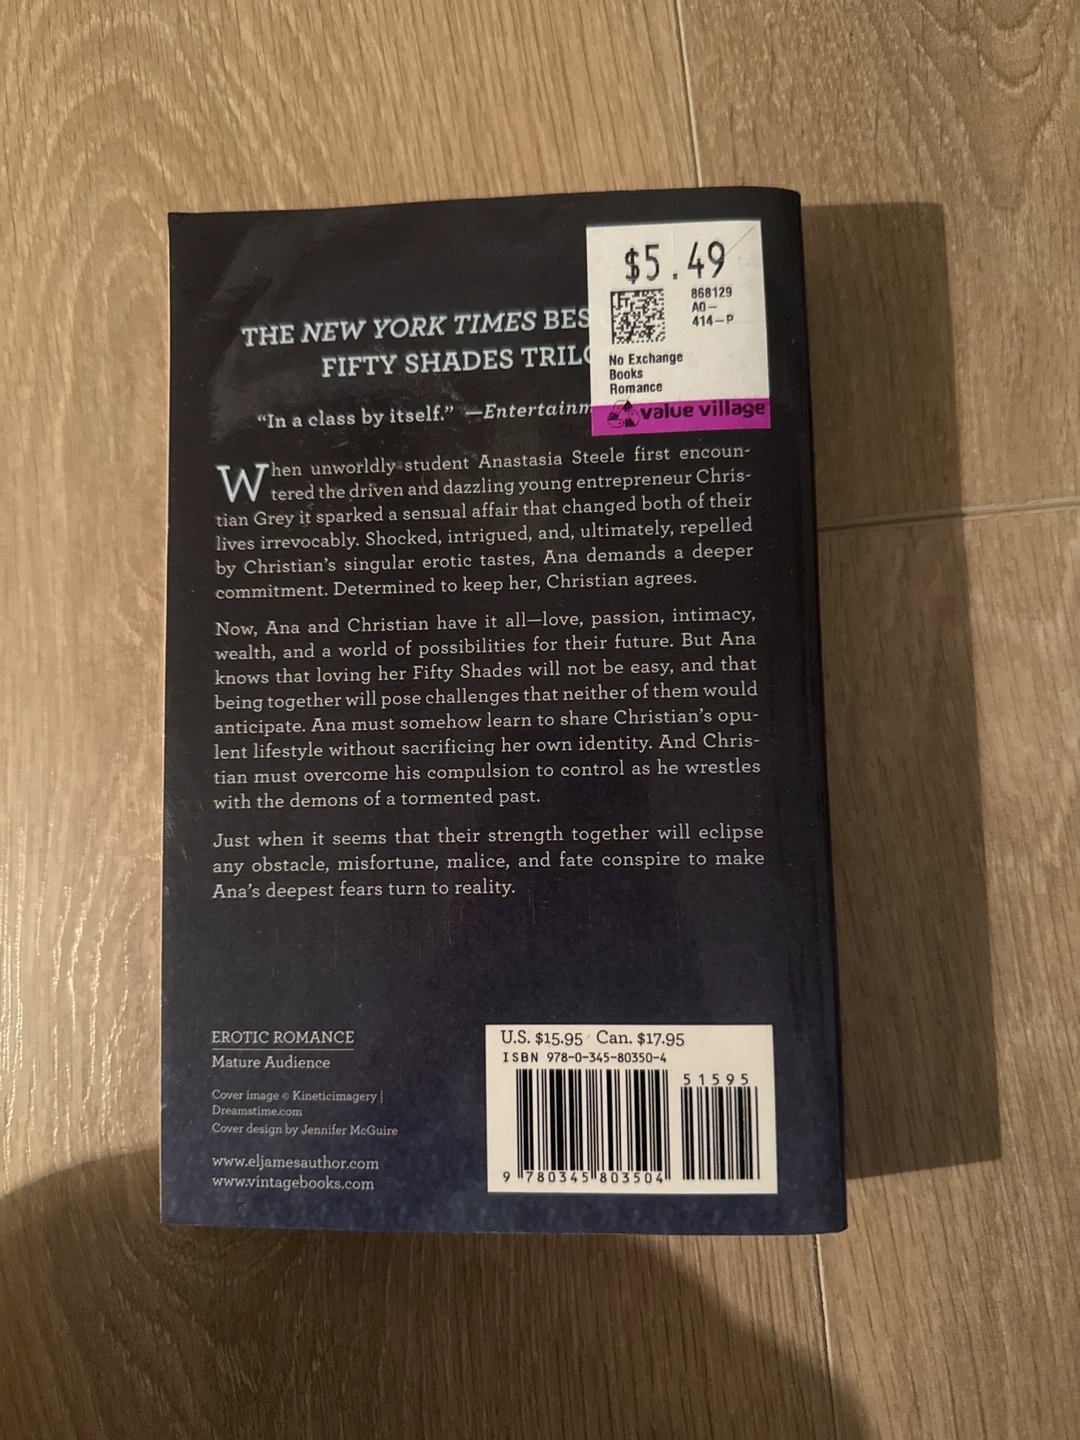 $5.49
868129
A0-
414-P
No Exchange
Books
Romance
value village
THE NEW YORK TIMES BES
FIFTY SHADES TRILO
“In a class by itself.” —Entertainm
When unworldly student Anastasia Steele first encoun-
tered the driven and dazzling young entrepreneur Chris-
tian Grey it sparked a sensual affair that changed both of their
lives irrevocably. Shocked, intrigued, and, ultimately, repelled
by Christian’s singular erotic tastes, Ana demands a deeper
commitment. Determined to keep her, Christian agrees.
Now, Ana and Christian have it all—love, passion, intimacy,
wealth, and a world of possibilities for their future. But Ana
knows that loving her Fifty Shades will not be easy, and that
being together will pose challenges that neither of them would
anticipate. Ana must somehow learn to share Christian’s opu-
lent lifestyle without sacrificing her own identity. And Chris-
tian must overcome his compulsion to control as he wrestles
with the demons of a tormented past.
Just when it seems that their strength together will eclipse
any obstacle, misfortune, malice, and fate conspire to make
Ana’s deepest fears turn to reality.
EROTIC ROMANCE
Mature Audience
Cover image © Kineticimagery |
Dreamstime.com
Cover design by Jennifer McGuire
www.eljamesauthor.com
www.vintagebooks.com
U.S. $15.95 Can. $17.95
ISBN 978-0-345-80350-4
51595
9 780345 803504